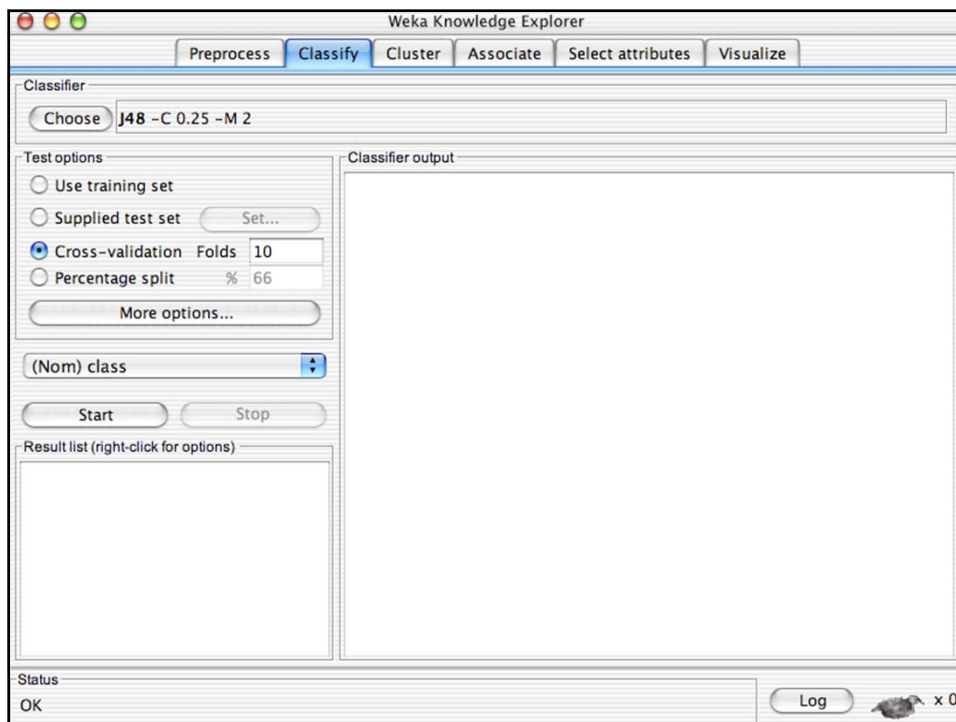 Weka Knowledge Explorer
Preprocess Classify Cluster Associate Select attributes Visualize
Classifier
Choose J48 -C 0.25 -M 2
Test options
Use training set
Supplied test set Set...
Cross-validation Folds 10
Percentage split % 66
More options...
(Nom) class
Start Stop
Result list (right-click for options)
Classifier output
Status
OK
Log x 0